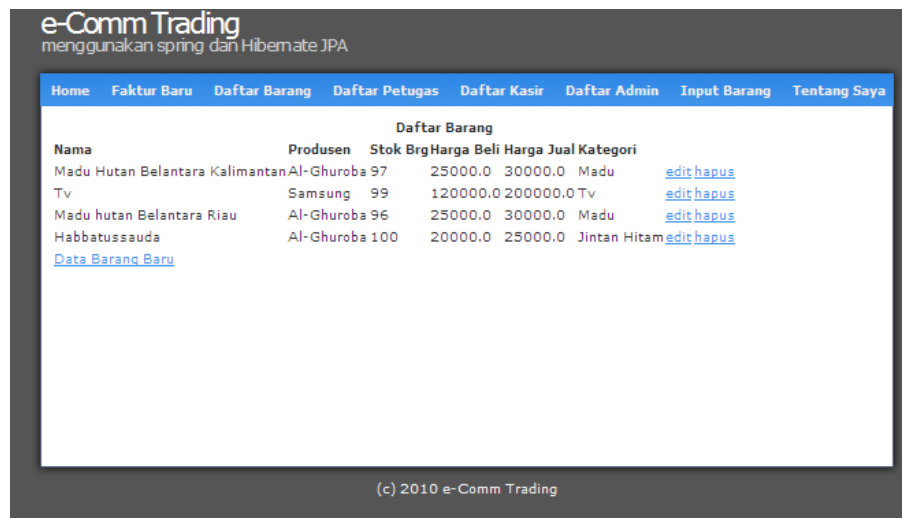 e-Comm Trading
menggunakan spring dan Hibernate JPA
Home Faktur Baru Daftar Barang Daftar Petugas Daftar Kasir Daftar Admin Input Barang Tentang Saya
Daftar Barang
Nama Produsen Stok Brg Harga Beli Harga Jual Kategori
Madu Hutan Belantara Kalimantan Al-Ghuroba 97 25000.0 30000.0 Madu edit hapus
Tv Samsung 99 120000.0 200000.0 Tv edit hapus
Madu hutan Belantara Riau Al-Ghuroba 96 25000.0 30000.0 Madu edit hapus
Habbatussauda Al-Ghuroba 100 20000.0 25000.0 Jintan Hitam edit hapus
Data Barang Baru
(c) 2010 e-Comm Trading